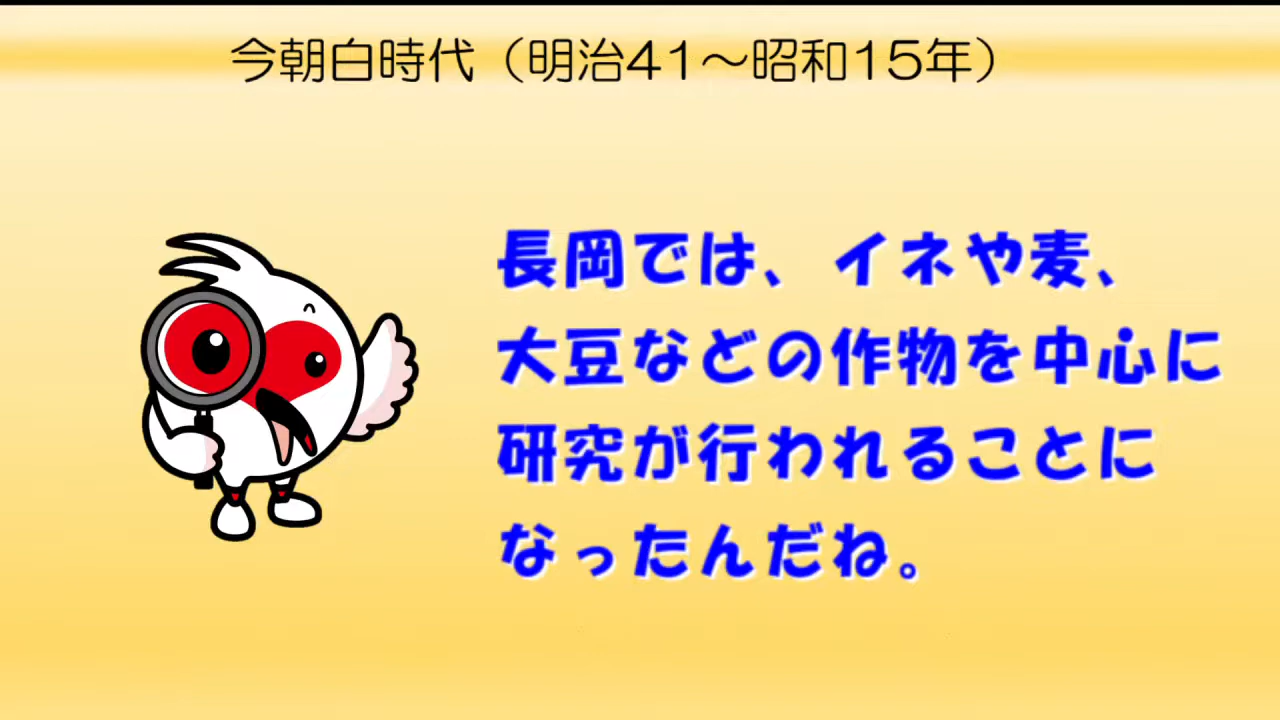 今朝白時代（明治41～昭和15年）
長岡では、イネや麦、
大豆などの作物を中心に
研究が行われることに
なったんだね。